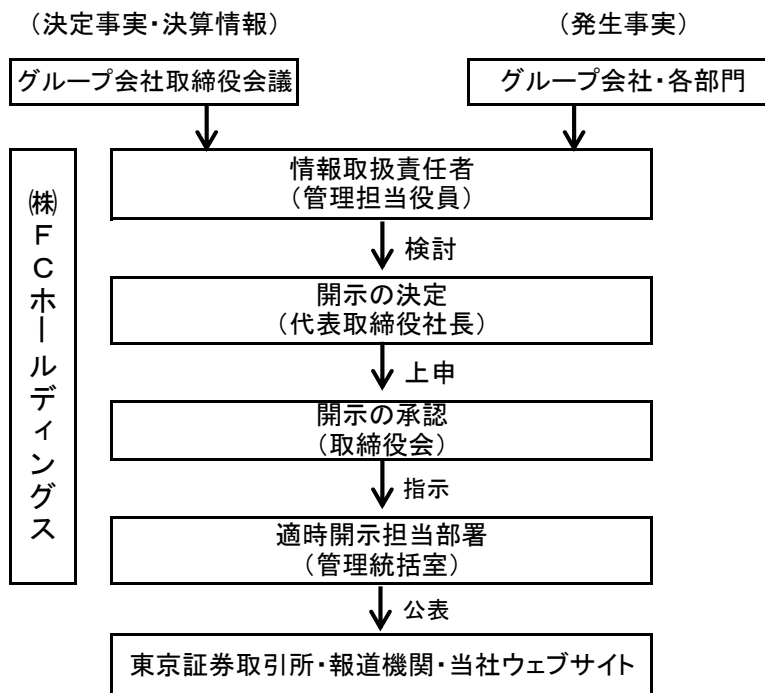 (決定事実・決算情報)
(発生事実)
グループ会社取締役会議
グループ会社・各部門
㈱FCホールディングス
情報取扱責任者
(管理担当役員)
検討
開示の決定
(代表取締役社長)
上申
開示の承認
(取締役会)
指示
適時開示担当部署
(管理統括室)
公表
東京証券取引所・報道機関・当社ウェブサイト